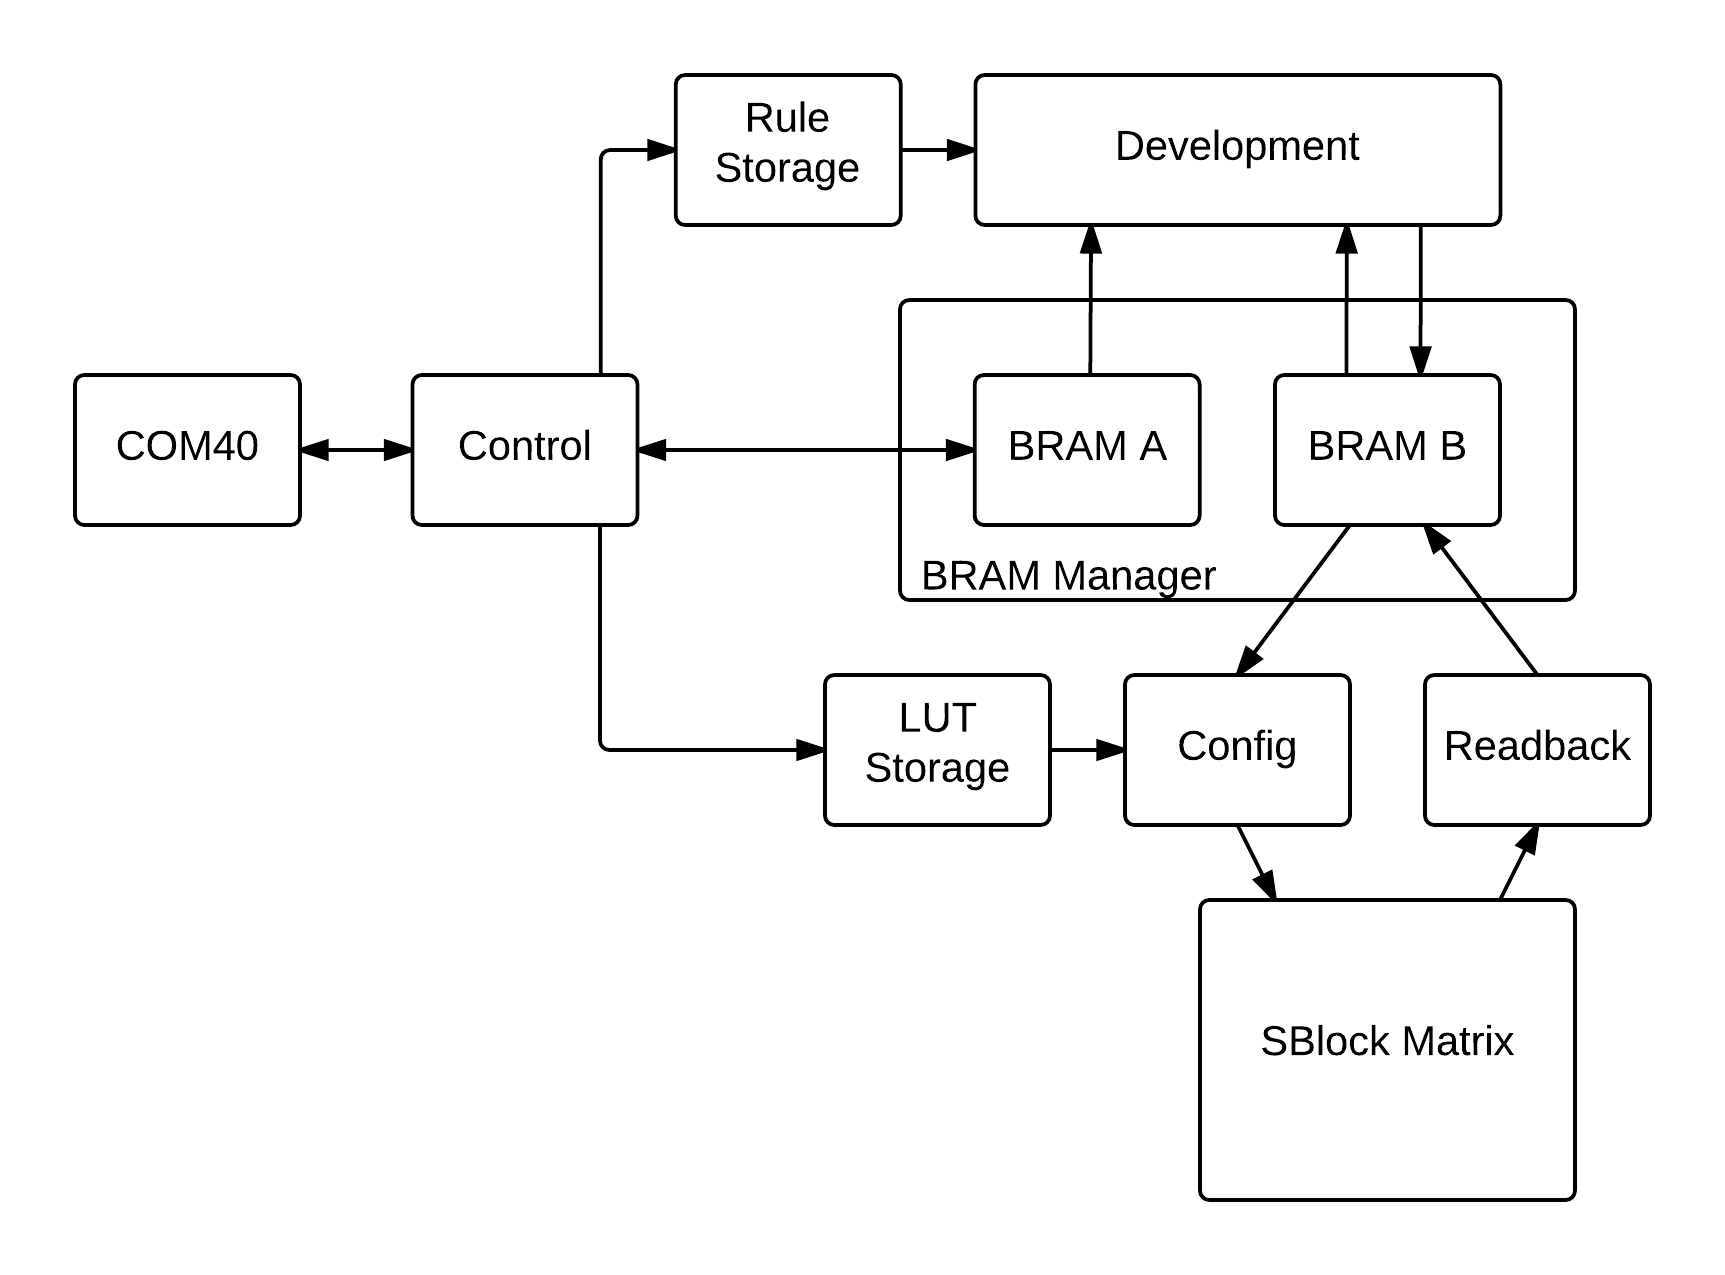 Rule
Storage
Development
COM40
Control
BRAM A
BRAM B
BRAM Manager
LUT
Storage
Config
Readback
SBlock Matrix